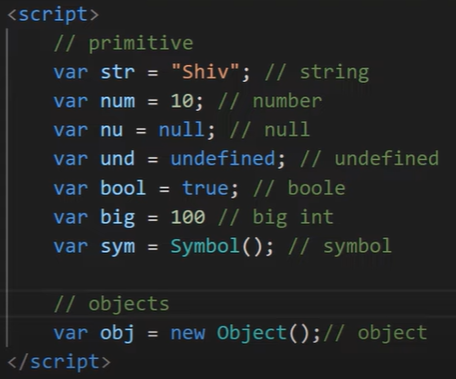 <script>
// primitive
var str = "Shiv"; // string
var num = 10; // number
var nu = null; // null
var und = undefined; // undefined
var bool = true; // boole
var big = 100 // big int
var sym = Symbol(); // symbol
// objects
var obj = new Object();// object
</script>